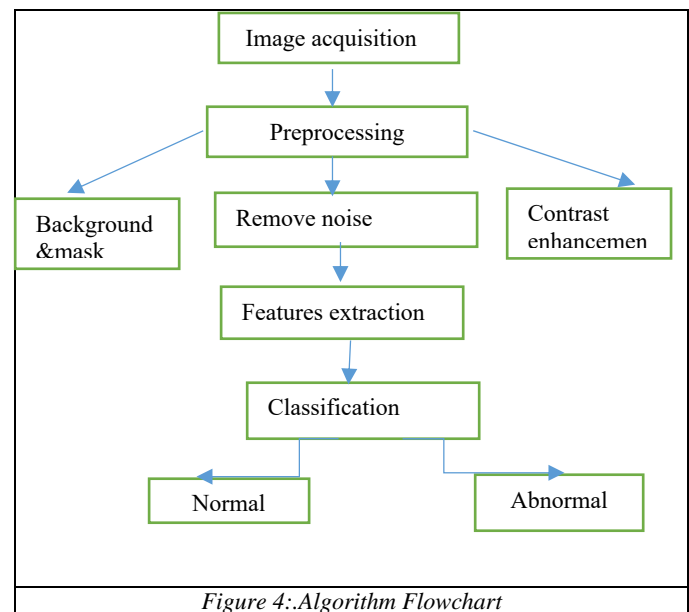 Image acquisition
Preprocessing
Background
&mask
Remove noise
Contrast
enhancemen
Features extraction
Classification
Normal
Abnormal
Figure 4:.Algorithm Flowchart